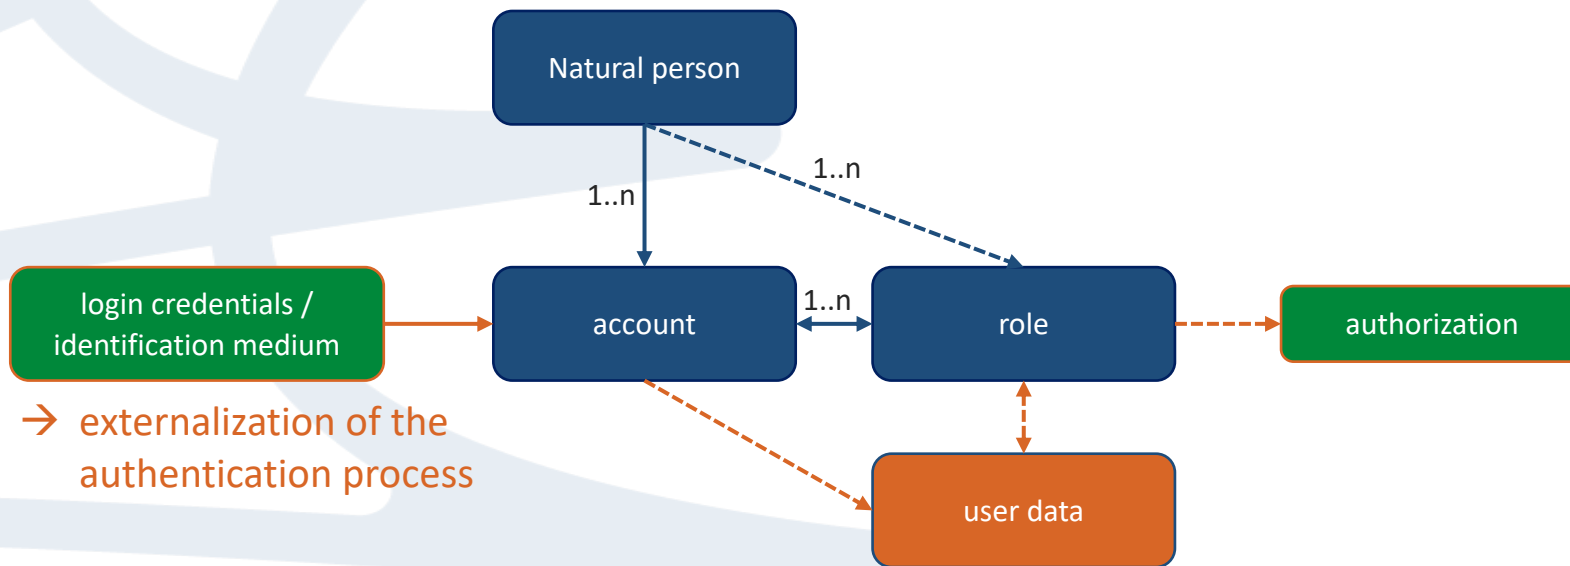 Natural person
1..n
1..n
login credentials /
identification medium
account
1..n
role
authorization
→ externalization of the
authentication process
user data